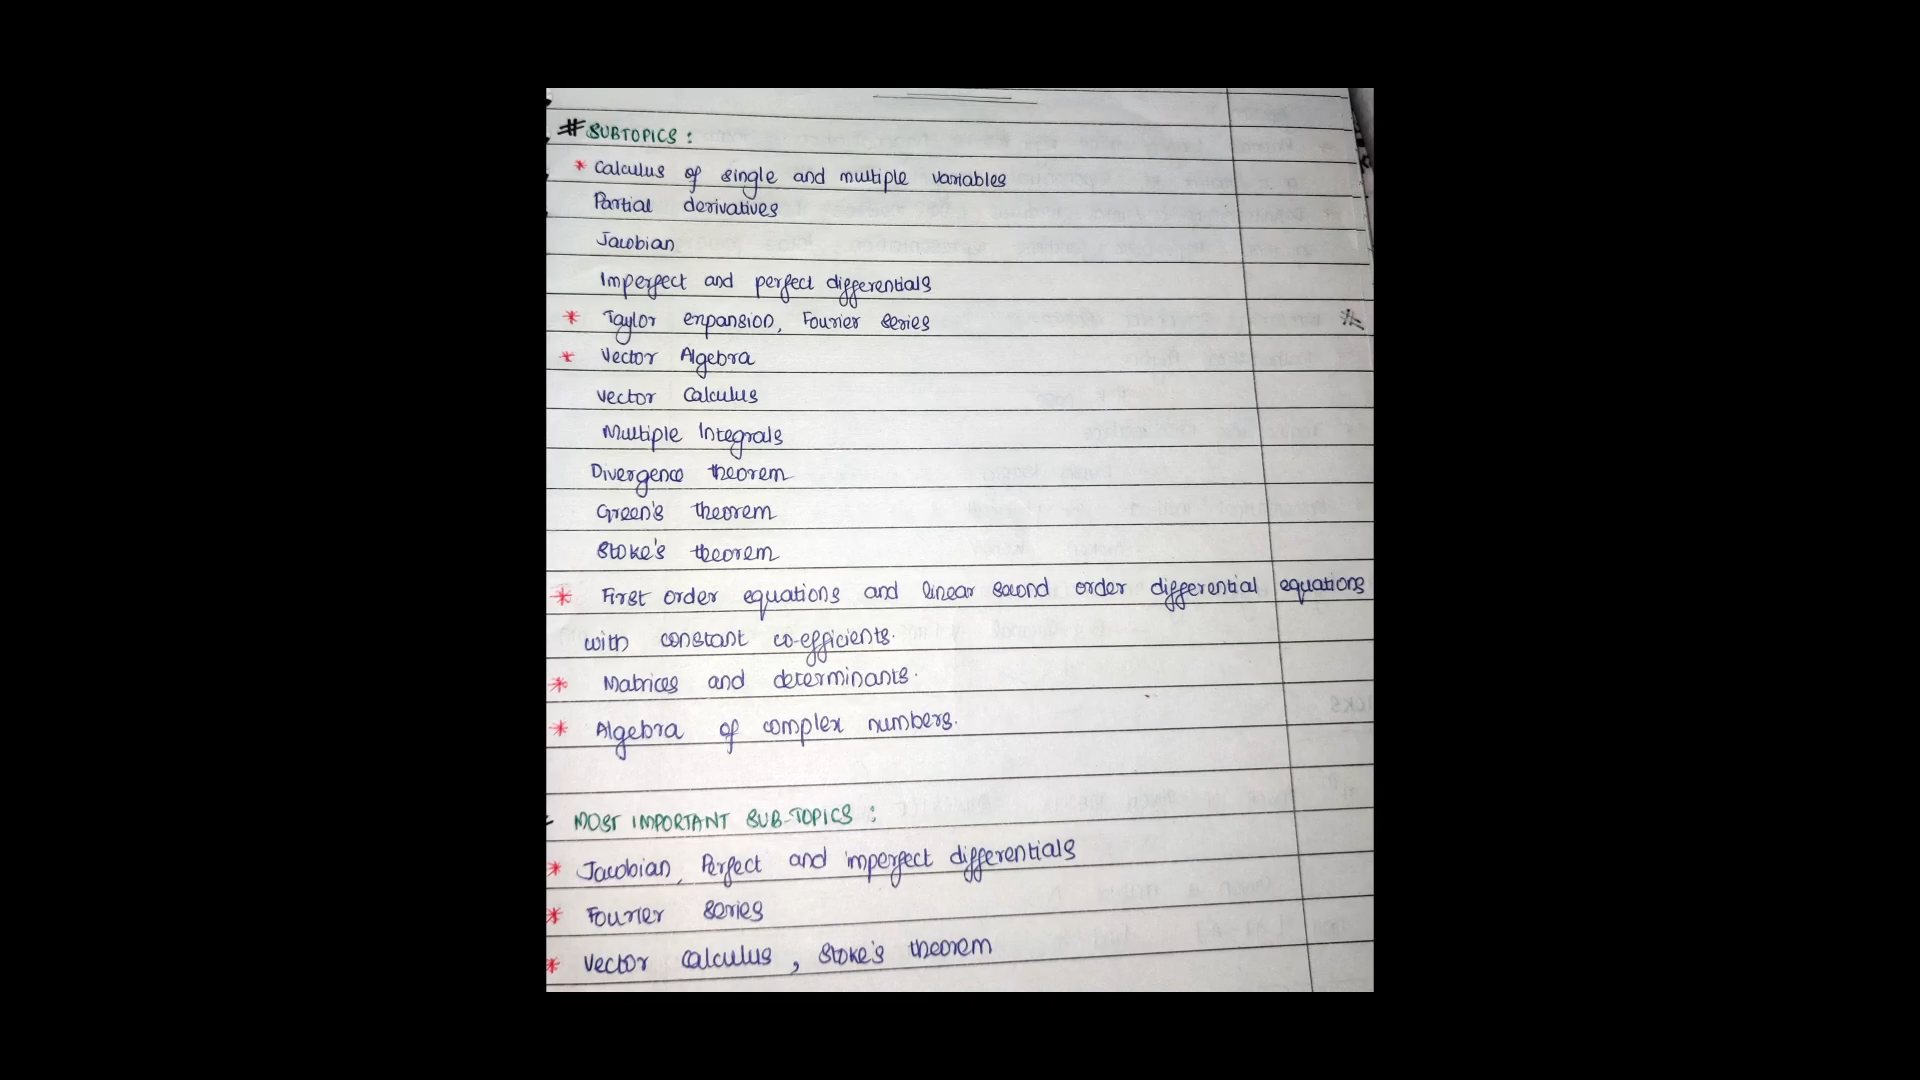 # SUBTOPICS :
* Calculus of single and multiple variables
Partial derivatives
Jacobian
Imperfect and perfect differentials
* Taylor expansion, Fourier series
* Vector Algebra
Vector Calculus
Multiple Integrals
Divergence theorem
Green's theorem
Stoke's theorem
* First order equations and linear second order differential equations
with constant co-efficients.
* Matrices and determinants.
* Algebra of complex numbers.
MOST IMPORTANT SUB-TOPICS :
* Jacobian, Perfect and imperfect differentials
* Fourier series
* Vector calculus, Stoke's theorem